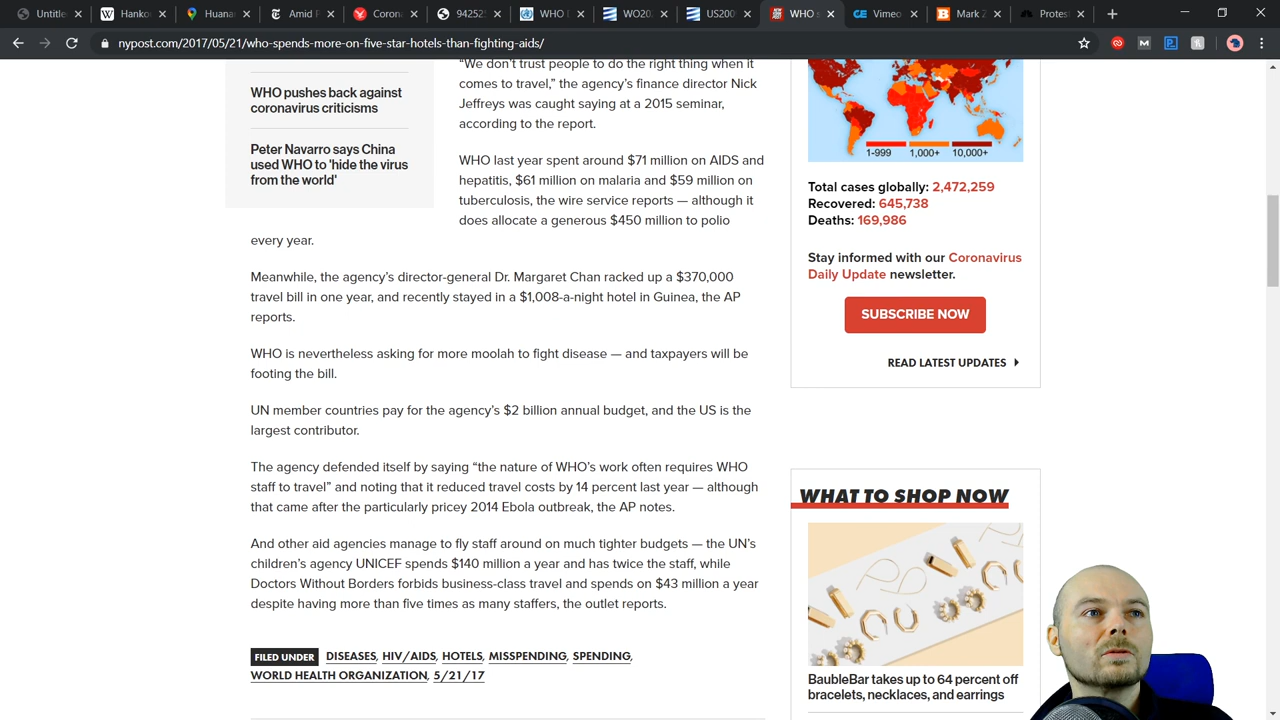 Untitle
Hanko
Huana
Amid P
Coron
94252
WHO
WO20
US200
WHO s
Vimeo
Mark 2
Protes
nypost.com/2017/05/21/who-spends-more-on-five-star-hotels-than-fighting-aids/
WHO pushes back against
coronavirus criticisms
Peter Navarro says China
used WHO to 'hide the virus
from the world'
“We don’t trust people to do the right thing when it
comes to travel,” the agency’s finance director Nick
Jeffreys was caught saying at a 2015 seminar,
according to the report.
WHO last year spent around $71 million on AIDS and
hepatitis, $61 million on malaria and $59 million on
tuberculosis, the wire service reports — although it
does allocate a generous $450 million to polio
every year.
Meanwhile, the agency’s director-general Dr. Margaret Chan racked up a $370,000
travel bill in one year, and recently stayed in a $1,008-a-night hotel in Guinea, the AP
reports.
WHO is nevertheless asking for more moolah to fight disease — and taxpayers will be
footing the bill.
UN member countries pay for the agency’s $2 billion annual budget, and the US is the
largest contributor.
The agency defended itself by saying “the nature of WHO’s work often requires WHO
staff to travel” and noting that it reduced travel costs by 14 percent last year — although
that came after the particularly pricey 2014 Ebola outbreak, the AP notes.
And other aid agencies manage to fly staff around on much tighter budgets — the UN’s
children’s agency UNICEF spends $140 million a year and has twice the staff, while
Doctors Without Borders forbids business-class travel and spends on $43 million a year
despite having more than five times as many staffers, the outlet reports.
FILED UNDER DISEASES, HIV/AIDS, HOTELS, MISSPENDING, SPENDING,
WORLD HEALTH ORGANIZATION, 5/21/17
1-999 1,000+ 10,000+
Total cases globally: 2,472,259
Recovered: 645,738
Deaths: 169,986
Stay informed with our Coronavirus
Daily Update newsletter.
SUBSCRIBE NOW
READ LATEST UPDATES
WHAT TO SHOP NOW
BaubleBar takes up to 64 percent off
bracelets, necklaces, and earrings